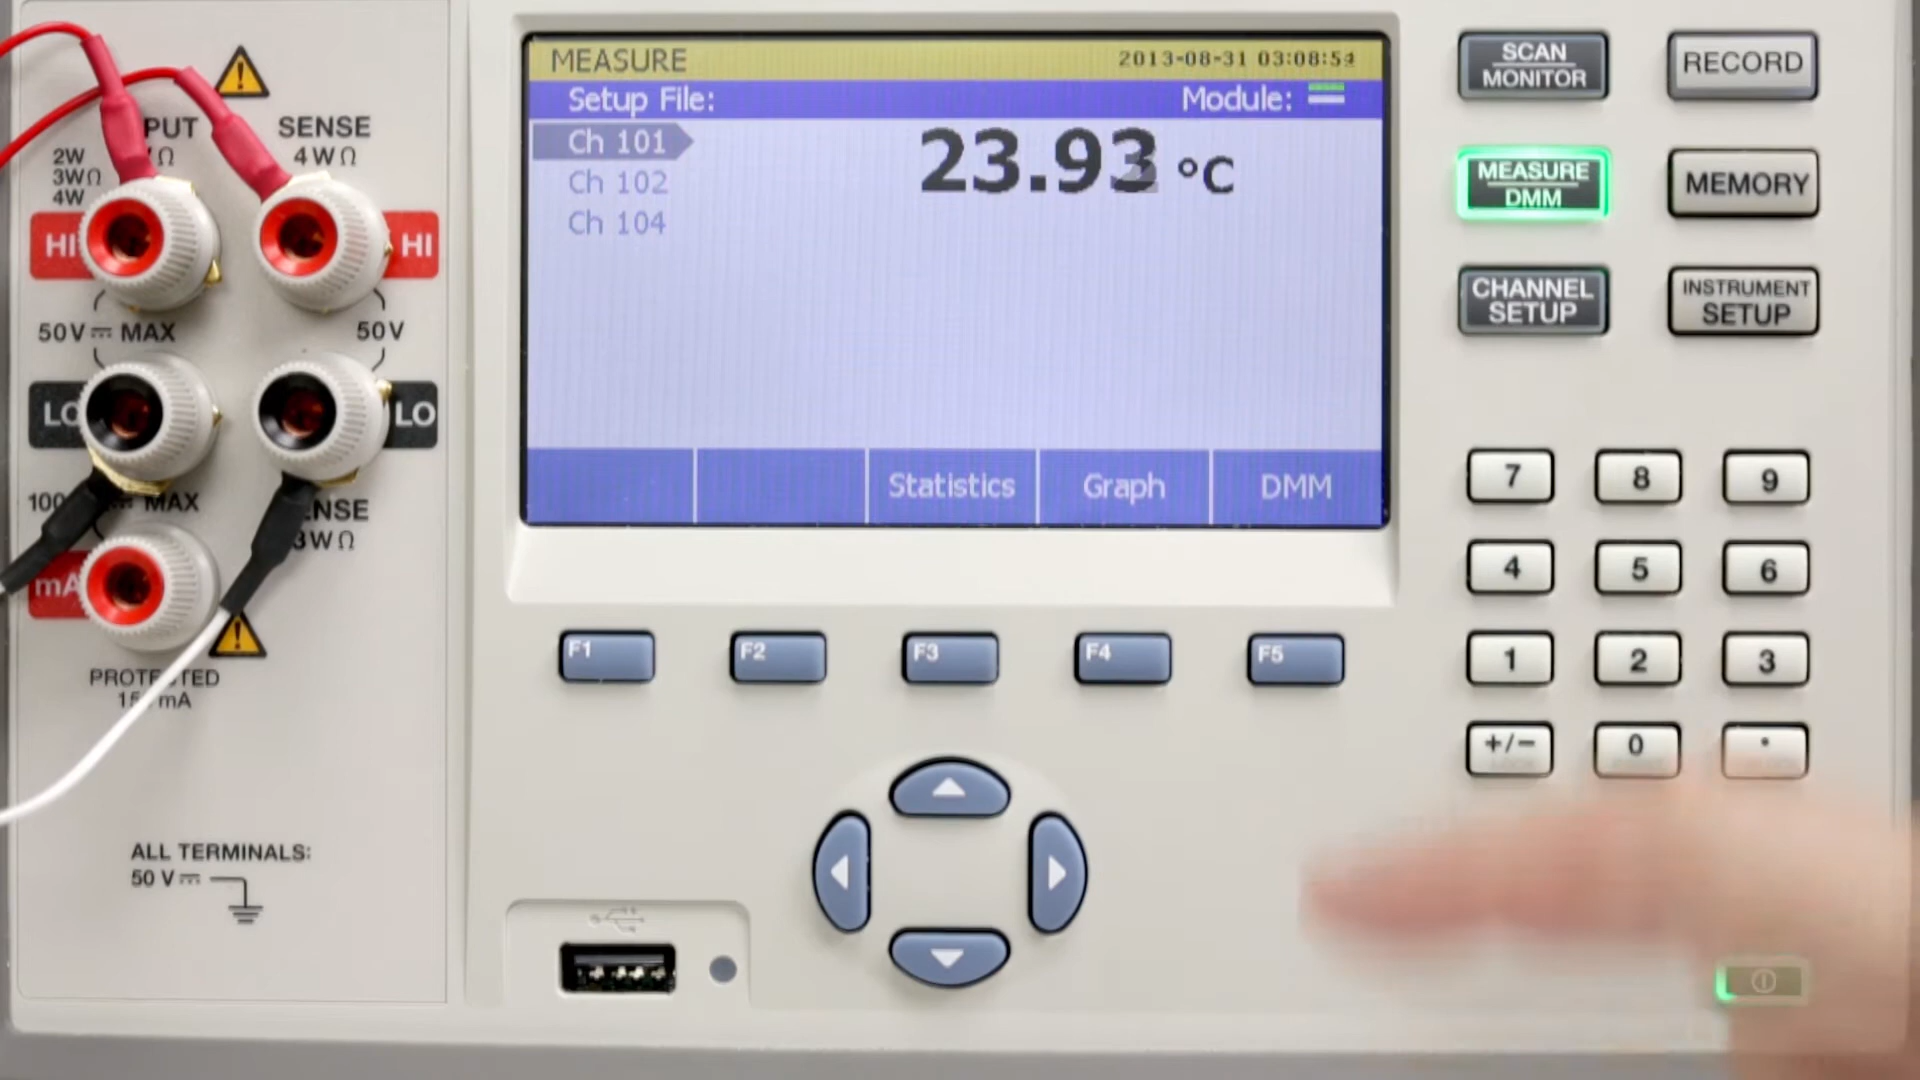 MEASURE 2013-08-31 03:08:54
Setup File: Module:
Ch 101 23.93 °C
Ch 102
Ch 104
Statistics Graph DMM
F1 F2 F3 F4 F5
SENSE
4WΩ
2W
3WΩ
4W
HI HI
50V MAX 50V
LO LO
MAX
3WΩ
mA
PROTECTED
ALL TERMINALS:
50 V
SCAN
MONITOR
RECORD
MEASURE
DMM
MEMORY
CHANNEL
SETUP
INSTRUMENT
SETUP
7 8 9
4 5 6
1 2 3
+/− 0 .